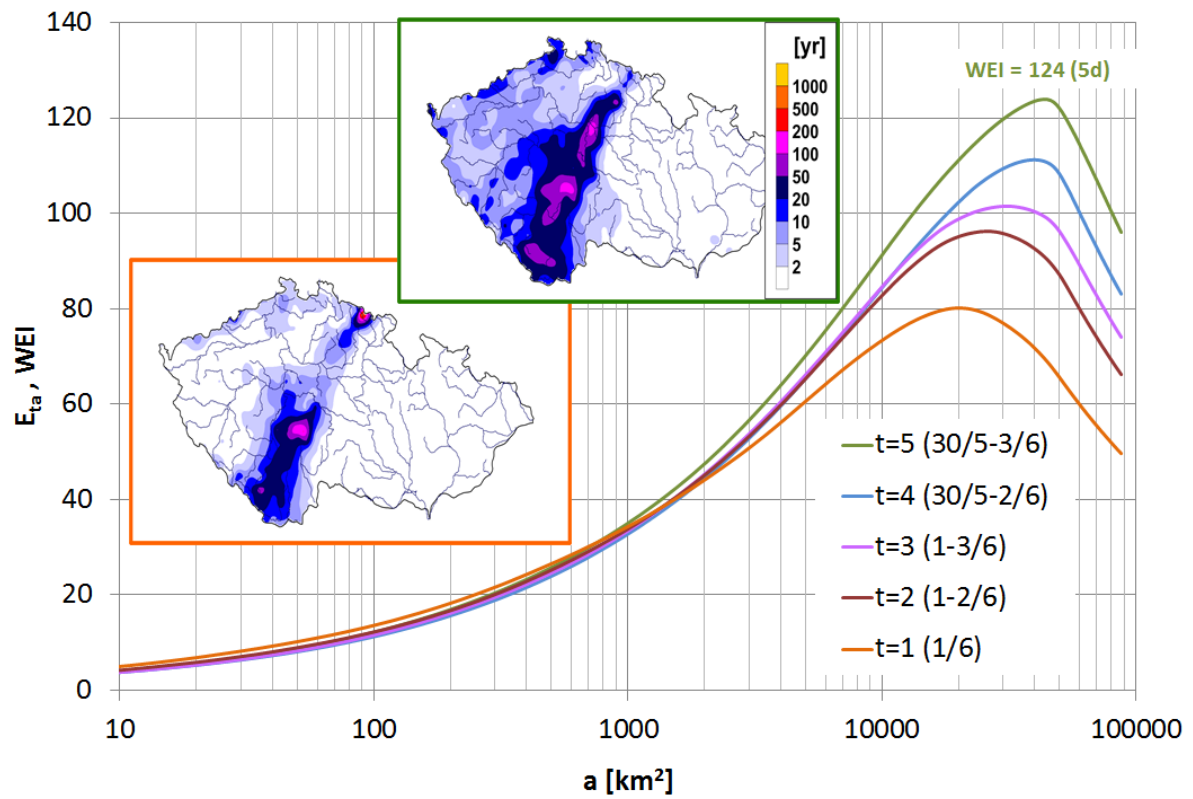 140
120
100
80
60
40
20
0
E_ta , WEI
[yr]
1000
500
200
100
50
20
10
5
2
WEI = 124 (5d)
t=5 (30/5-3/6)
t=4 (30/5-2/6)
t=3 (1-3/6)
t=2 (1-2/6)
t=1 (1/6)
10 100 1000 10000 100000
a [km²]